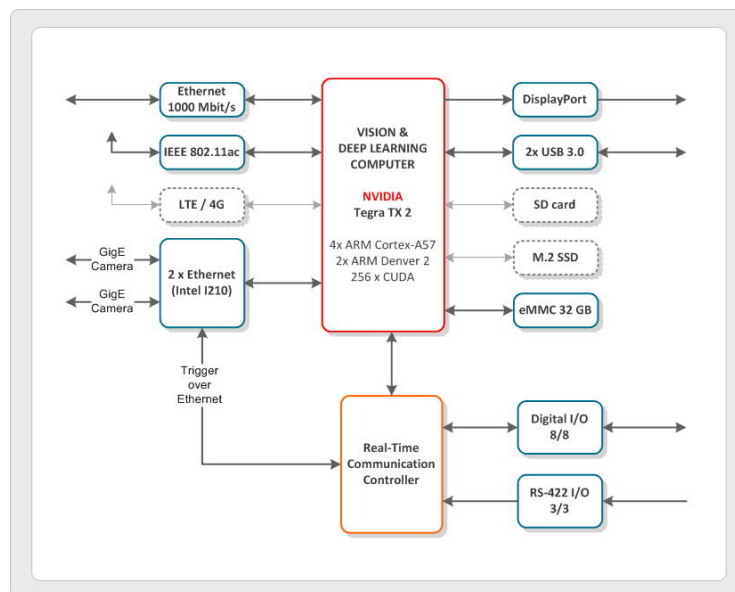 Ethernet
1000 Mbit/s
IEEE 802.11ac
LTE / 4G
GigE
Camera
GigE
Camera
2 x Ethernet
(Intel I210)
Trigger
over
Ethernet
VISION &
DEEP LEARNING
COMPUTER
NVIDIA
Tegra TX 2
4x ARM Cortex-A57
2x ARM Denver 2
256 x CUDA
DisplayPort
2x USB 3.0
SD card
M.2 SSD
eMMC 32 GB
Real-Time
Communication
Controller
Digital I/O
8/8
RS-422 I/O
3/3